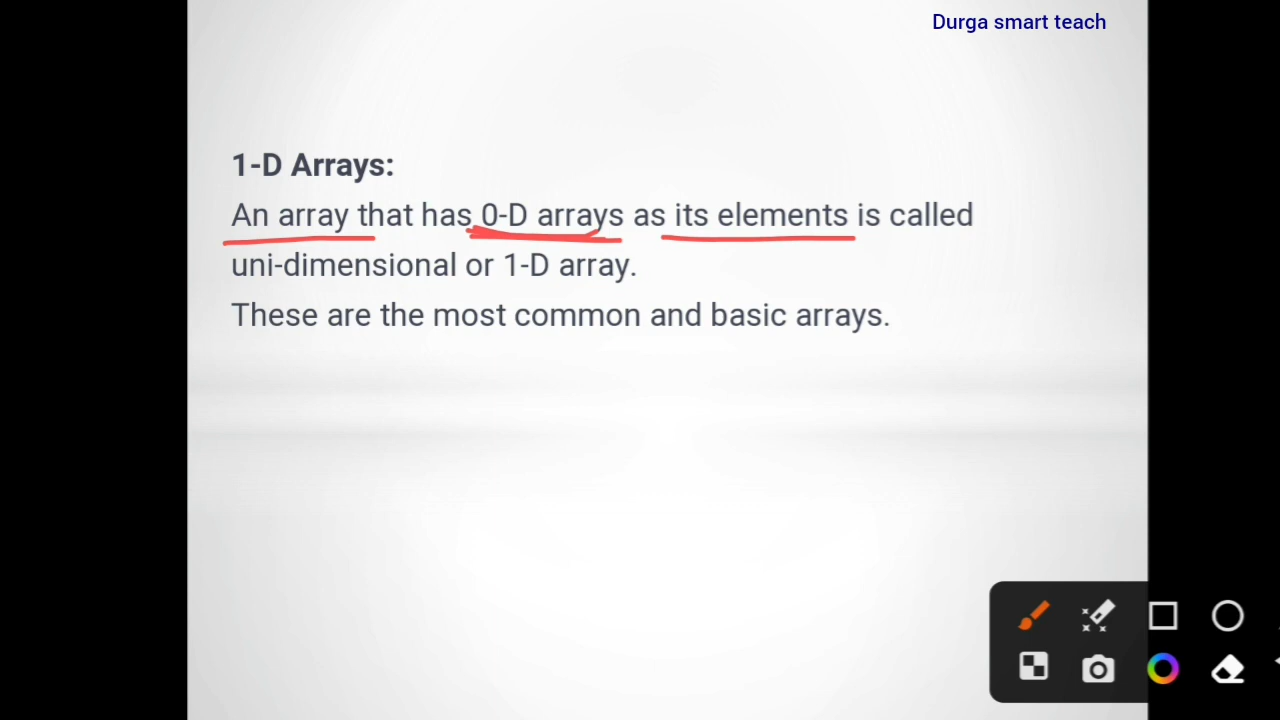 Durga smart teach
1-D Arrays:
An array that has 0-D arrays as its elements is called
uni-dimensional or 1-D array.
These are the most common and basic arrays.